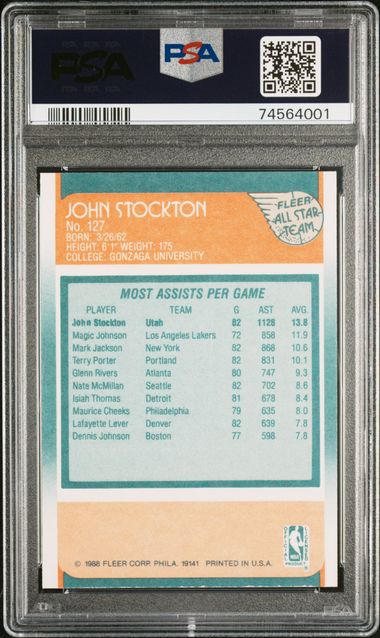 PSA
PSA
74564001
JOHN STOCKTON
No. 127
BORN: 3/26/62
HEIGHT: 6'1" WEIGHT: 175
COLLEGE: GONZAGA UNIVERSITY
FLEER
ALL STAR
TEAM
MOST ASSISTS PER GAME
PLAYER TEAM G AST AVG.
John Stockton Utah 82 1128 13.8
Magic Johnson Los Angeles Lakers 72 858 11.9
Mark Jackson New York 82 868 10.6
Terry Porter Portland 82 831 10.1
Glenn Rivers Atlanta 80 747 9.3
Nate McMillan Seattle 82 702 8.6
Isiah Thomas Detroit 81 678 8.4
Maurice Cheeks Philadelphia 79 635 8.0
Lafayette Lever Denver 82 639 7.8
Dennis Johnson Boston 77 598 7.8
© 1988 FLEER CORP. PHILA. 19141 PRINTED IN U.S.A.